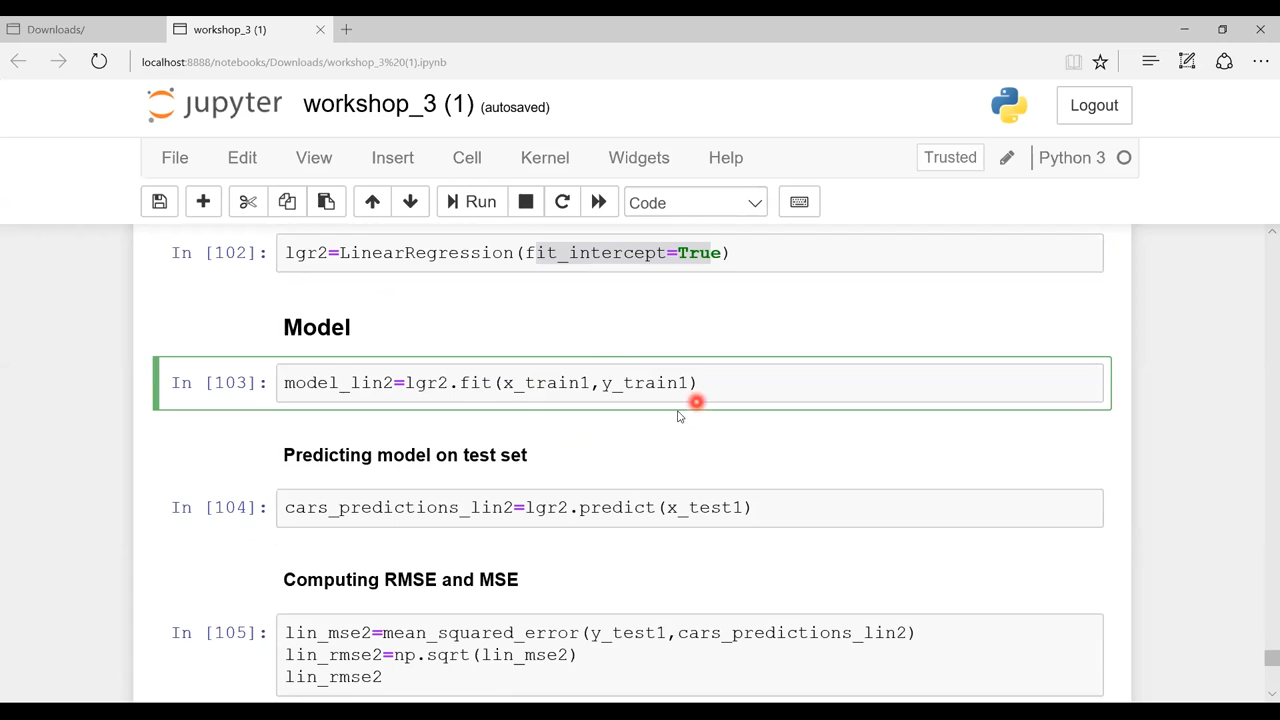 Downloads/
workshop_3 (1)
localhost:8888/notebooks/Downloads/workshop_3%20(1).ipynb
jupyter workshop_3 (1) (autosaved)
Logout
File Edit View Insert Cell Kernel Widgets Help
Trusted
Python 3
Run
Code
In [102]: lgr2=LinearRegression(fit_intercept=True)
Model
In [103]: model_lin2=lgr2.fit(x_train1,y_train1)
Predicting model on test set
In [104]: cars_predictions_lin2=lgr2.predict(x_test1)
Computing RMSE and MSE
In [105]: lin_mse2=mean_squared_error(y_test1,cars_predictions_lin2)
lin_rmse2=np.sqrt(lin_mse2)
lin_rmse2